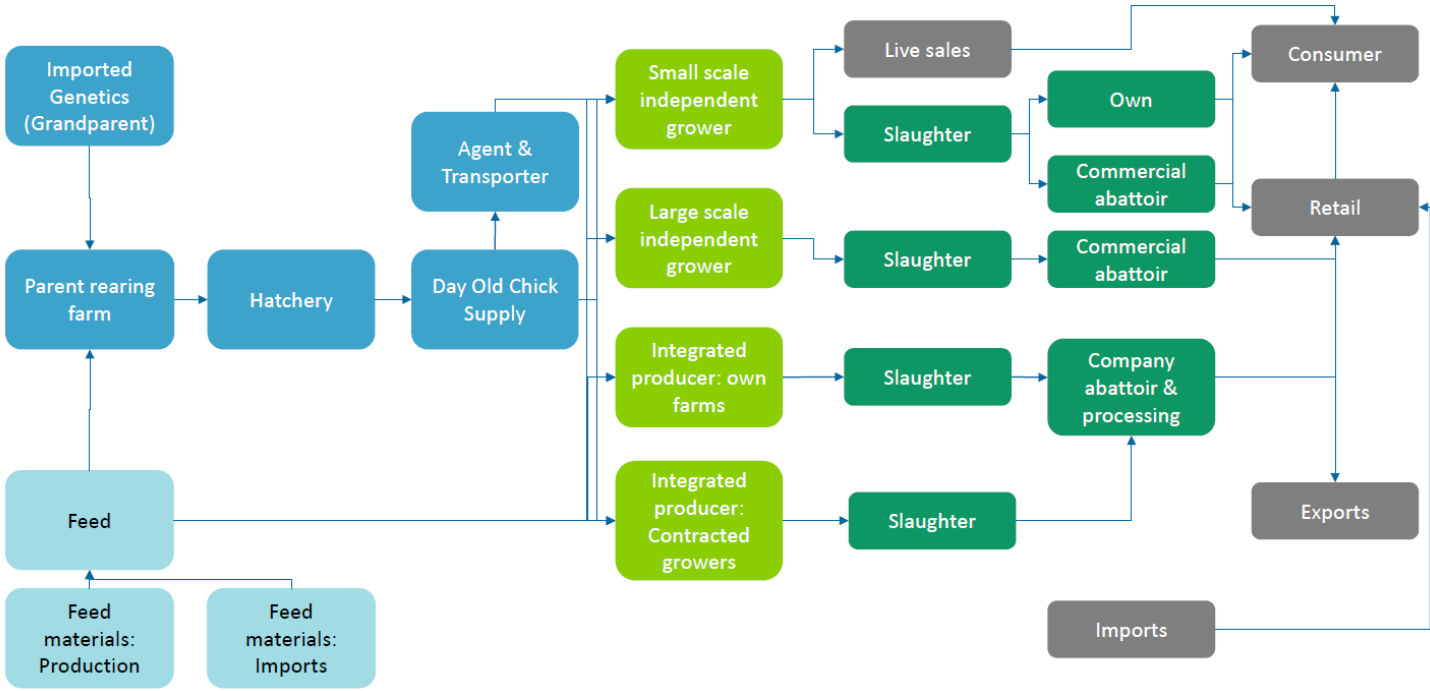 Imported
Genetics
(Grandparent)
Parent rearing
farm
Hatchery
Agent &
Transporter
Day Old Chick
Supply
Feed
Feed
materials:
Production
Feed
materials:
Imports
Small scale
independent
grower
Large scale
independent
grower
Integrated
producer: own
farms
Integrated
producer:
Contracted
growers
Live sales
Slaughter
Slaughter
Slaughter
Slaughter
Own
Commercial
abattoir
Commercial
abattoir
Company
abattoir &
processing
Consumer
Retail
Exports
Imports